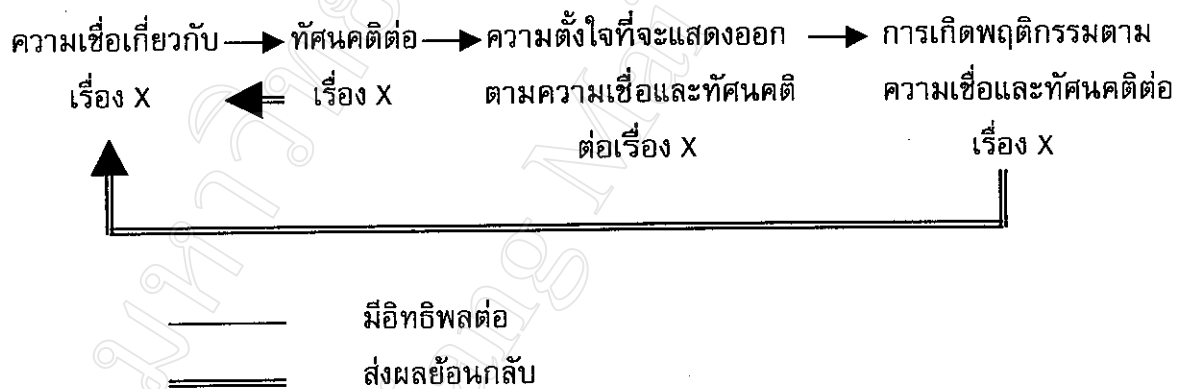 ความเชื่อเกี่ยวกับ ทัศนคติต่อ ความตั้งใจที่จะแสดงออก การเกิดพฤติกรรมตาม
เรื่อง X เรื่อง X ตามความเชื่อและทัศนคติ ความเชื่อและทัศนคติต่อ
ต่อเรื่อง X เรื่อง X
มีอิทธิพลต่อ
ส่งผลย้อนกลับ